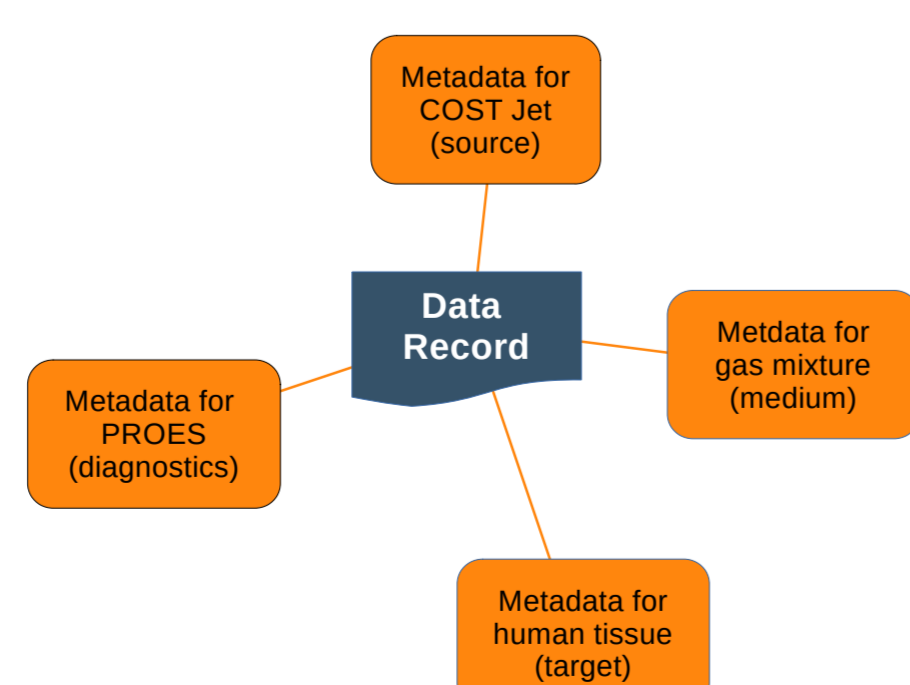 Metadata for
COST Jet
(source)
Data
Record
Metdata for
gas mixture
(medium)
Metadata for
PROES
(diagnostics)
Metadata for
human tissue
(target)